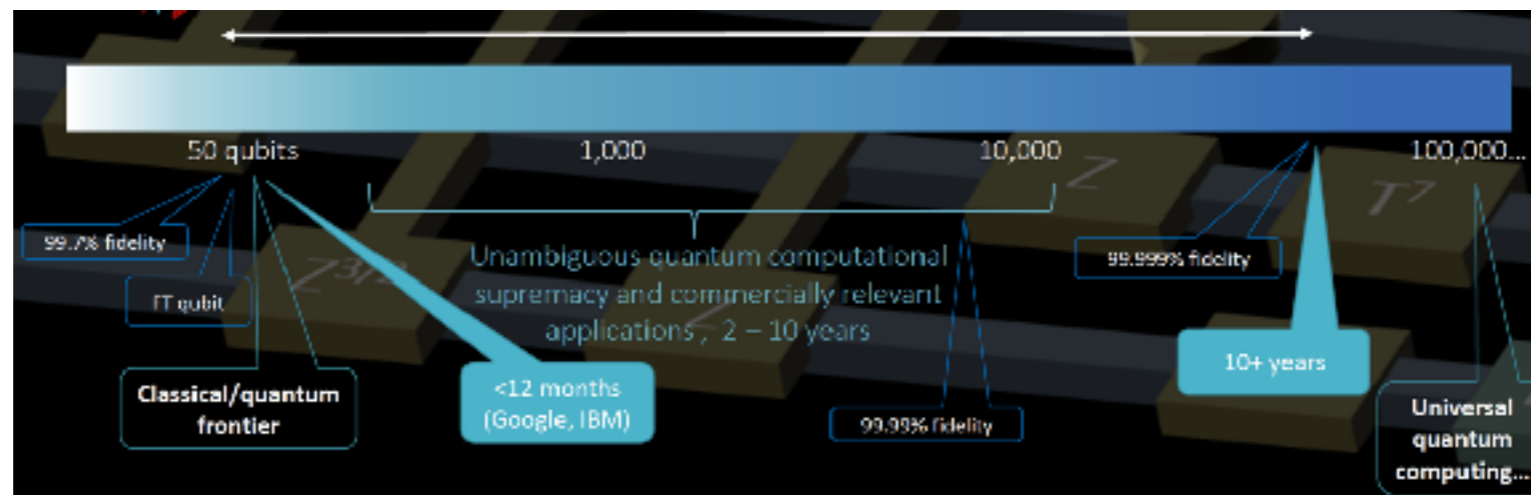 50 qubits
1,000
10,000
100,000...
99.7% fidelity
FT qubit
Classical/quantum
frontier
<12 months
(Google, IBM)
Unambiguous quantum computational
supremacy and commercially relevant
applications , 2 – 10 years
99.99% fidelity
99.999% fidelity
10+ years
Universal
quantum
computing...
Z
T⁷